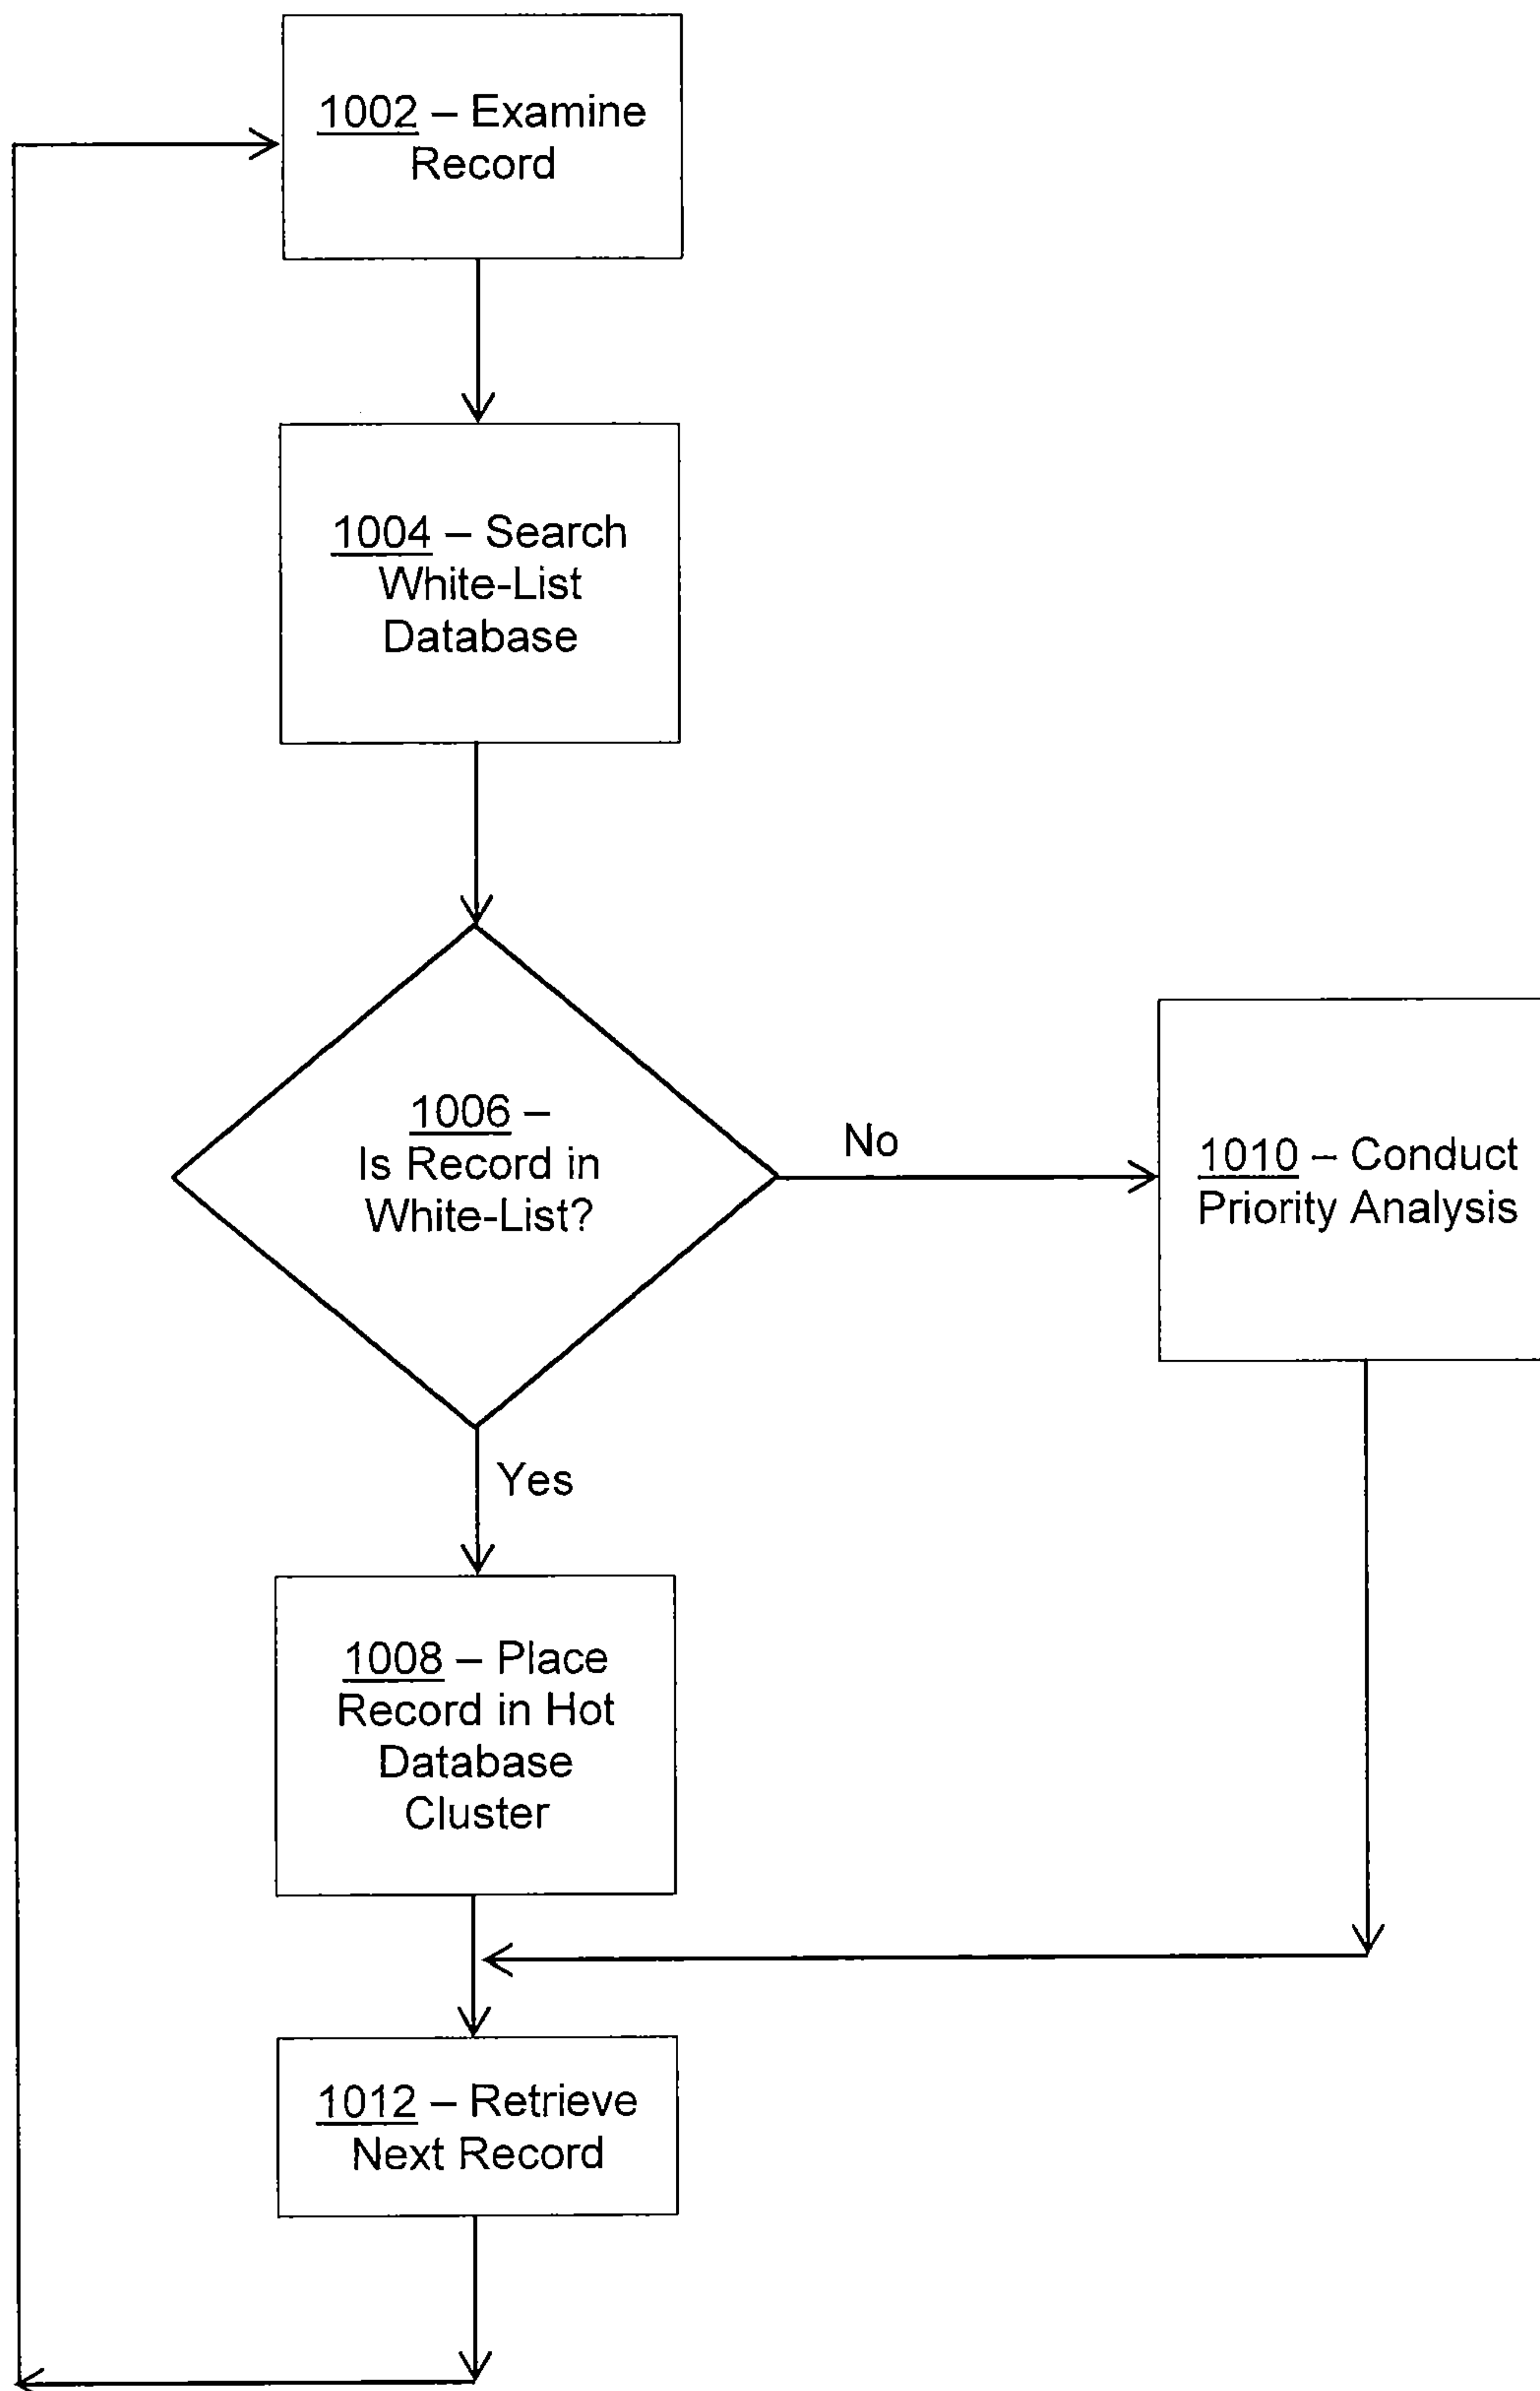 1002 – Examine
Record
1004 – Search
White-List
Database
1006 –
Is Record in
White-List?
No
1010 – Conduct
Priority Analysis
Yes
1008 – Place
Record in Hot
Database
Cluster
1012 – Retrieve
Next Record